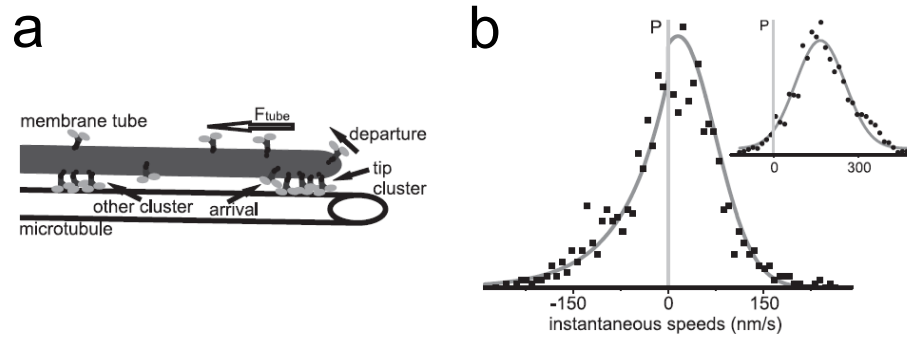 a
membrane tube
Ftube
departure
tip
cluster
other cluster
arrival
microtubule
b
P
-150
0
150
instantaneous speeds (nm/s)
P
0
300